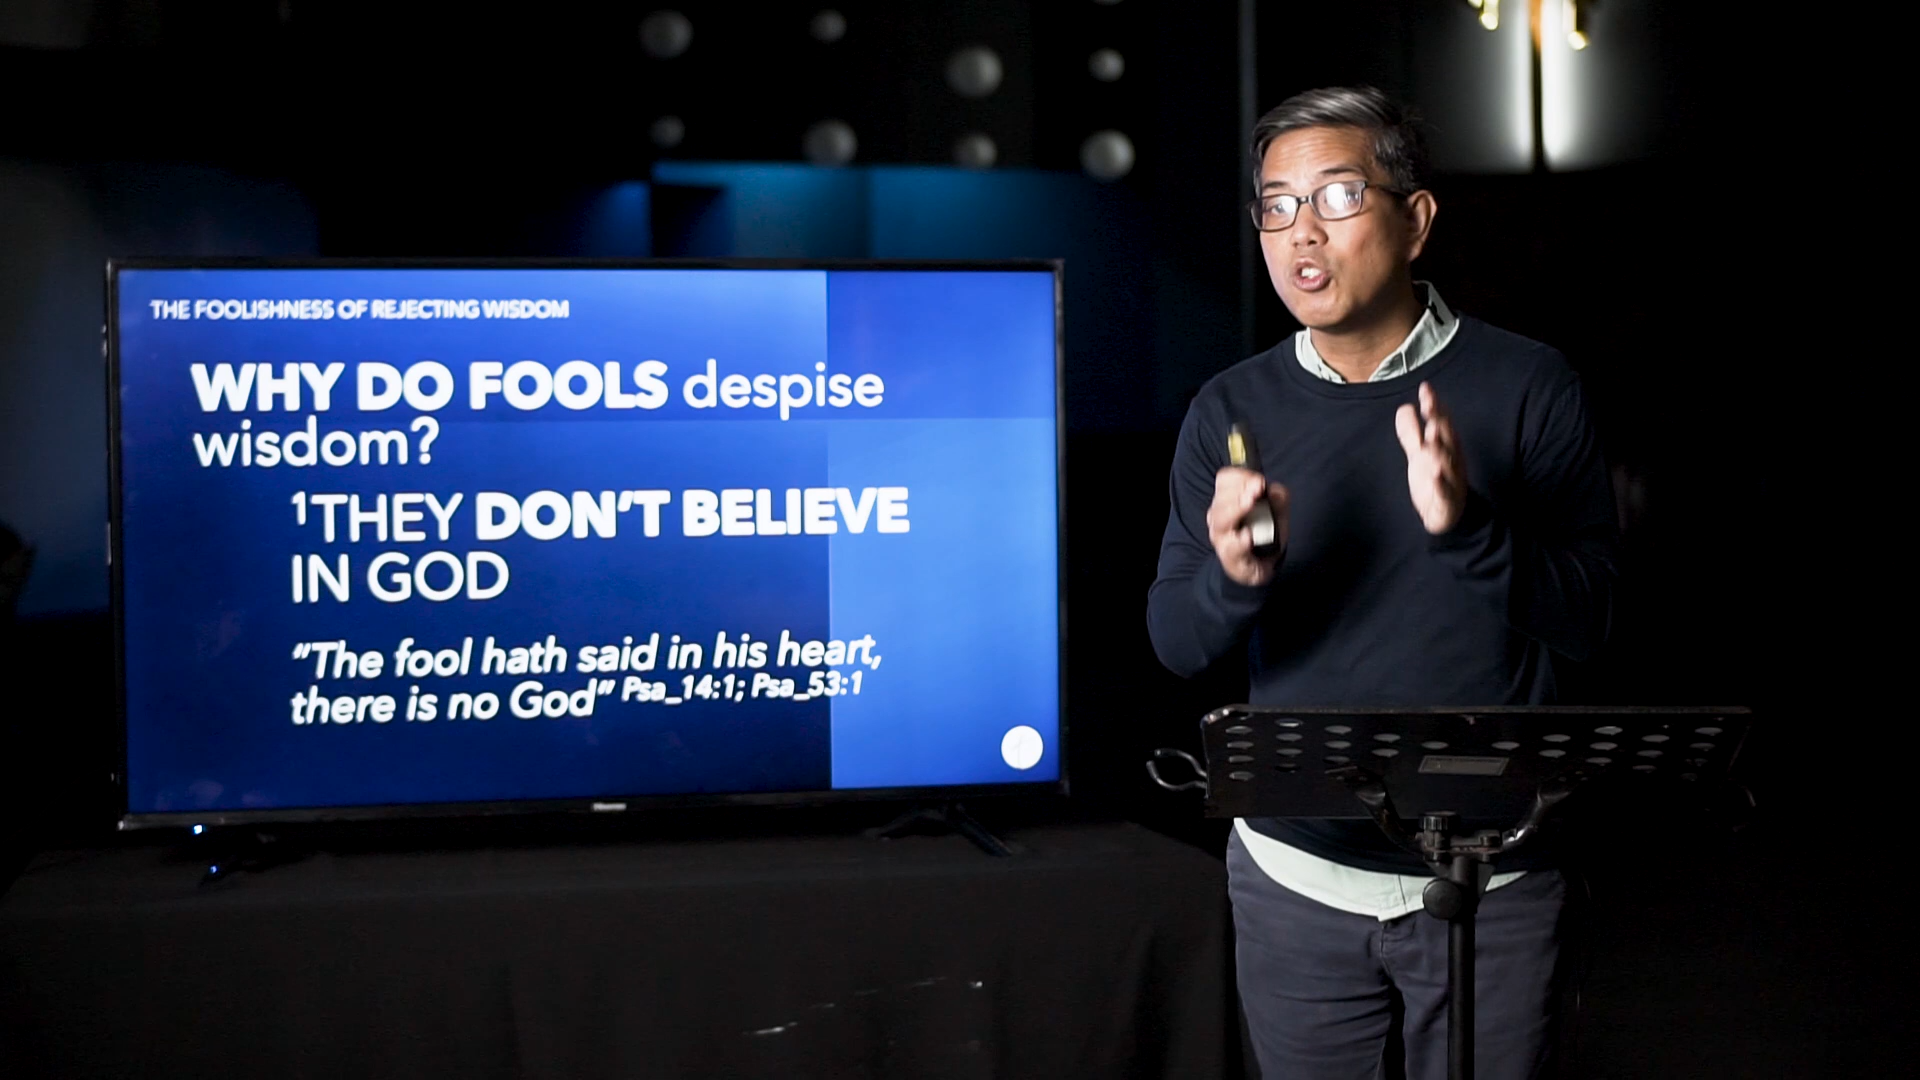 THE FOOLISHNESS OF REJECTING WISDOM
WHY DO FOOLS despise
wisdom?
¹THEY DON'T BELIEVE
IN GOD
“The fool hath said in his heart,
there is no God” Psa_14:1; Psa_53:1
Hisense